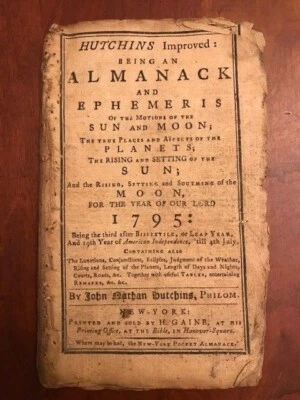 HUTCHINS Improved:
BEING AN
ALMANACK
AND
EPHEMERIS
OF THE MOTIONS OF THE
SUN AND MOON;
THE TRUE PLACES AND ASPECTS OF THE
PLANETS;
THE RISING AND SETTING OF THE
SUN;
And the RISING, SETTING and SOUTHING of the
MOON,
FOR THE YEAR OF OUR LORD
1795:
Being the third after BISSEXTILE, or LEAP YEAR,
And 19th Year of American Independence, 'till 4th July.
CONTAINING ALSO
The Lunations, Conjunctions, Eclipses, Judgment of the Weather,
Rising and Setting of the Planets, Length of Days and Nights,
Courts, Roads, &c. Together with useful TABLES, entertaining
REMARKS, &c. &c.
By John Nathan Hutchins, PHILOM.
NEW-YORK:
PRINTED AND SOLD BY H. GAINE, AT HIS
Printing-Office, AT THE BIBLE, in Hanover-Square.
Where may be had, the NEW-YORK POCKET ALMANACK.